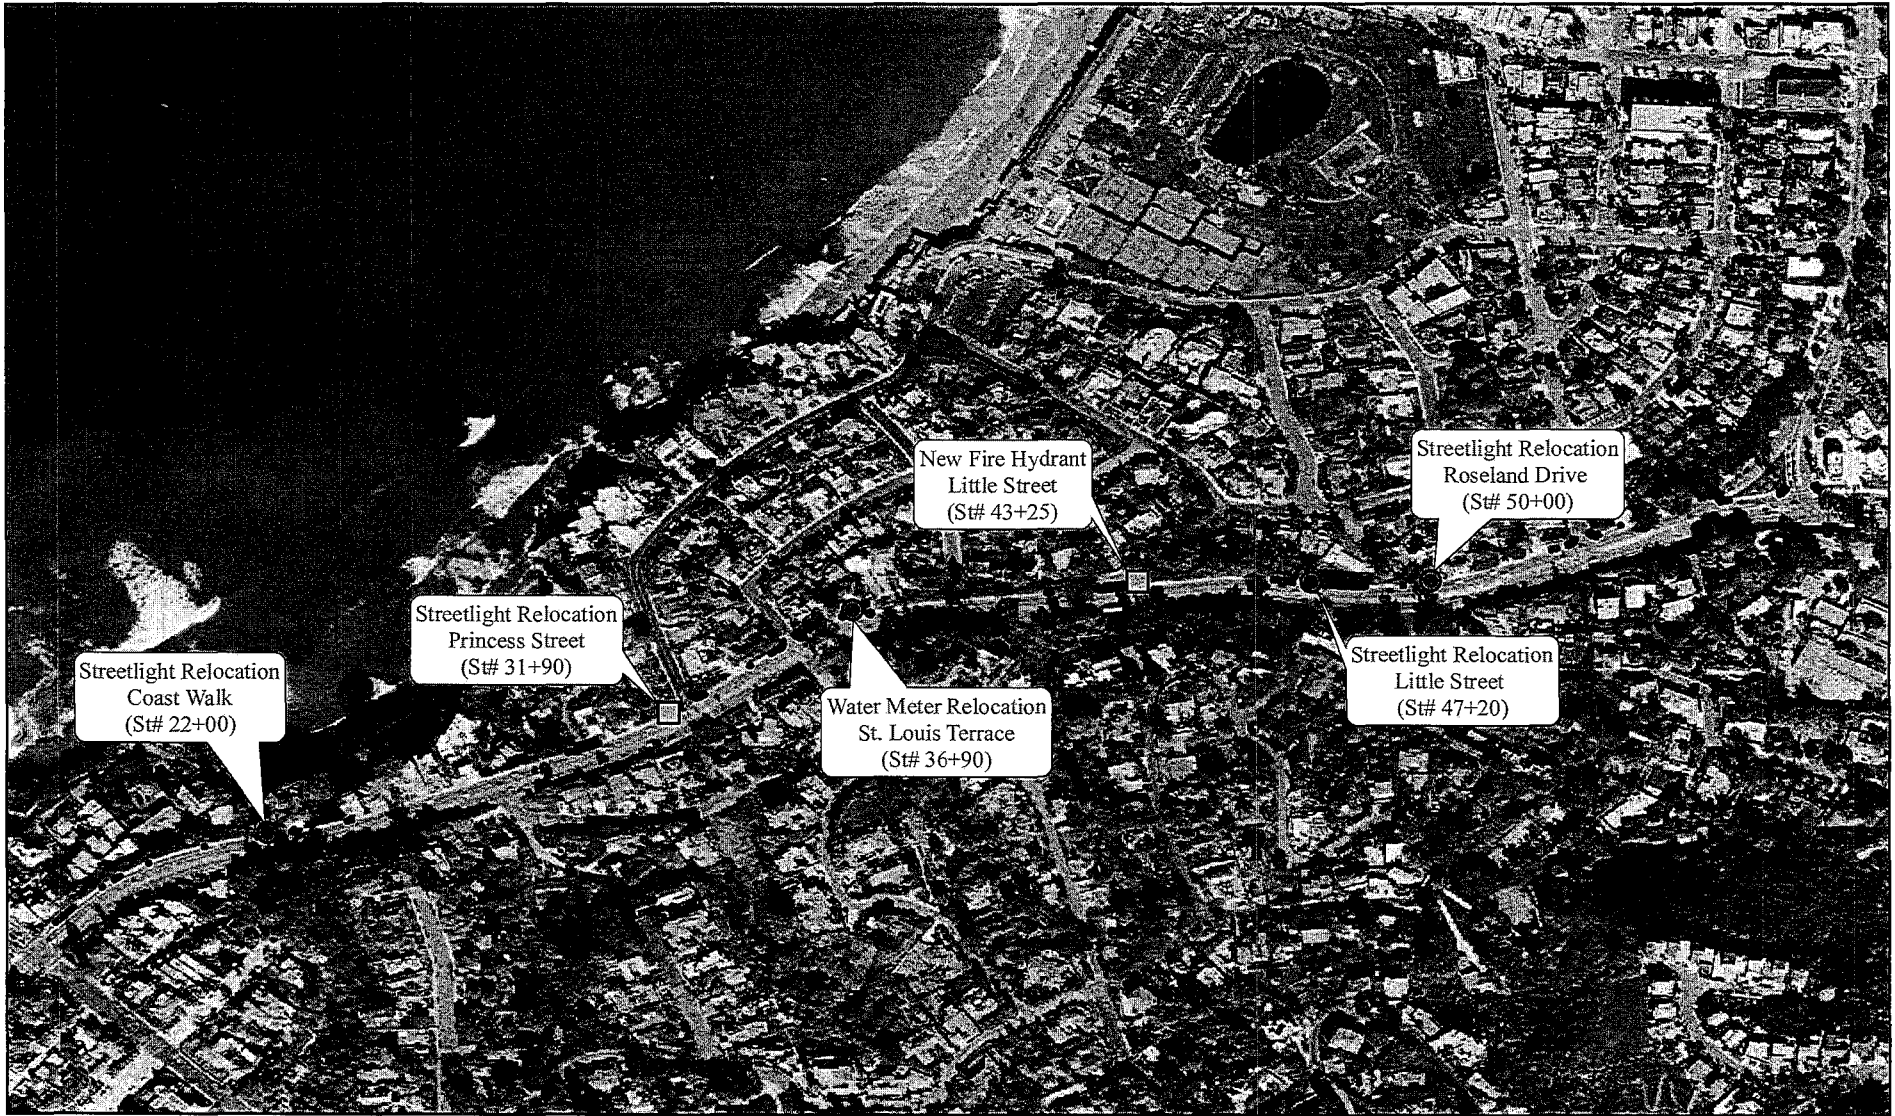 New Fire Hydrant
Little Street
(St# 43+25)
Streetlight Relocation
Roseland Drive
(St# 50+00)
Streetlight Relocation
Princess Street
(St# 31+90)
Streetlight Relocation
Coast Walk
(St# 22+00)
Water Meter Relocation
St. Louis Terrace
(St# 36+90)
Streetlight Relocation
Little Street
(St# 47+20)